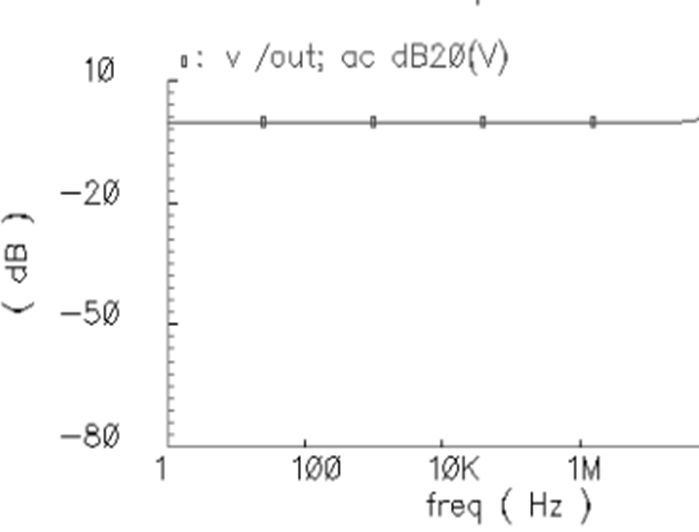 ▯: v /out; ac dB20(V)
10
-20
-50
-80
( dB )
1 100 10K 1M
freq ( Hz )